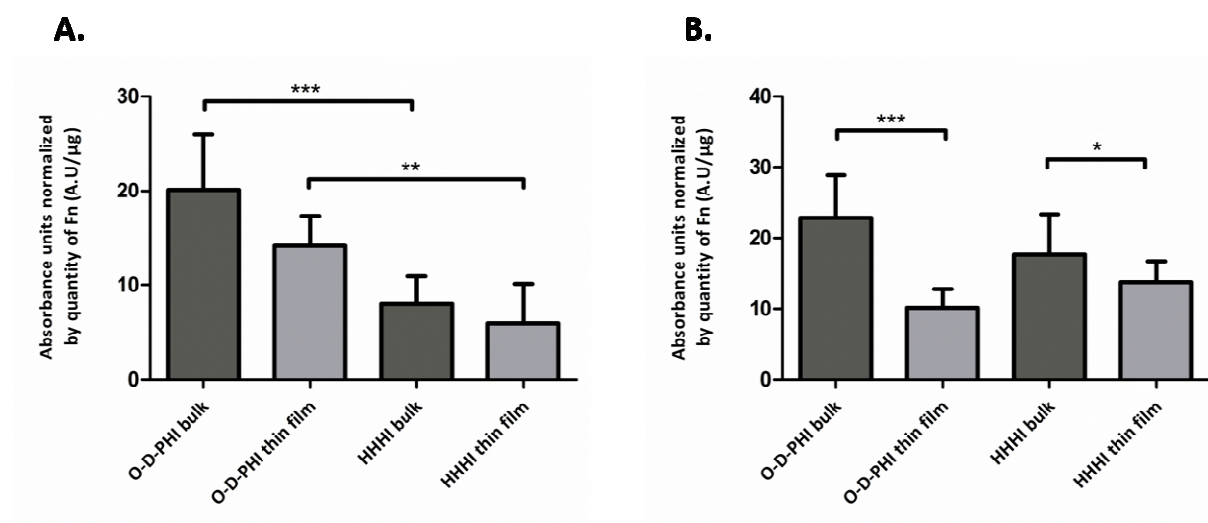 A.
Absorbance units normalized
by quantity of Fn (A.U/µg)
30
20
10
0
***
**
O-D-PHI bulk
O-D-PHI thin film
HHHI bulk
HHHI thin film
B.
Absorbance units normalized
by quantity of Fn (A.U/µg)
40
30
20
10
0
***
*
O-D-PHI bulk
O-D-PHI thin film
HHHI bulk
HHHI thin film